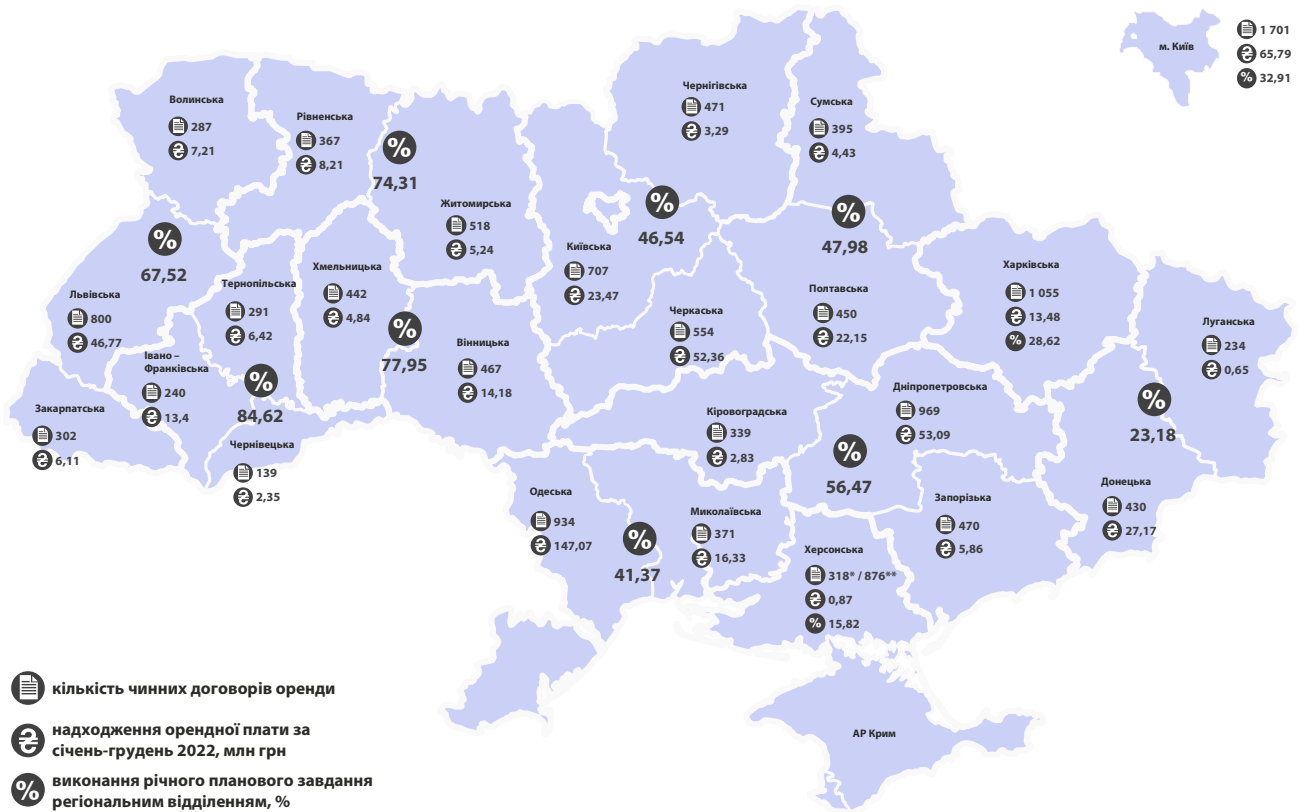 м. Київ
1 701
65,79
% 32,91
Волинська
287
7,21
Рівненська
367
8,21
%
74,31
Житомирська
518
5,24
Чернігівська
471
3,29
Сумська
395
4,43
%
46,54
%
47,98
Київська
707
23,47
%
67,52
Львівська
800
46,77
Тернопільська
291
6,42
Хмельницька
442
4,84
%
77,95
Вінницька
467
14,18
Черкаська
554
52,36
Полтавська
450
22,15
Харківська
1 055
13,48
% 28,62
Луганська
234
0,65
Івано –
Франківська
240
13,4
%
84,62
Закарпатська
302
6,11
Чернівецька
139
2,35
Кіровоградська
339
2,83
Дніпропетровська
969
53,09
%
56,47
%
23,18
Донецька
430
27,17
Запорізька
470
5,86
Одеська
934
147,07
%
41,37
Миколаївська
371
16,33
Херсонська
318* / 876**
0,87
% 15,82
АР Крим
кількість чинних договорів оренди
₴ надходження орендної плати за
січень-грудень 2022, млн грн
% виконання річного планового завдання
регіональним відділенням, %